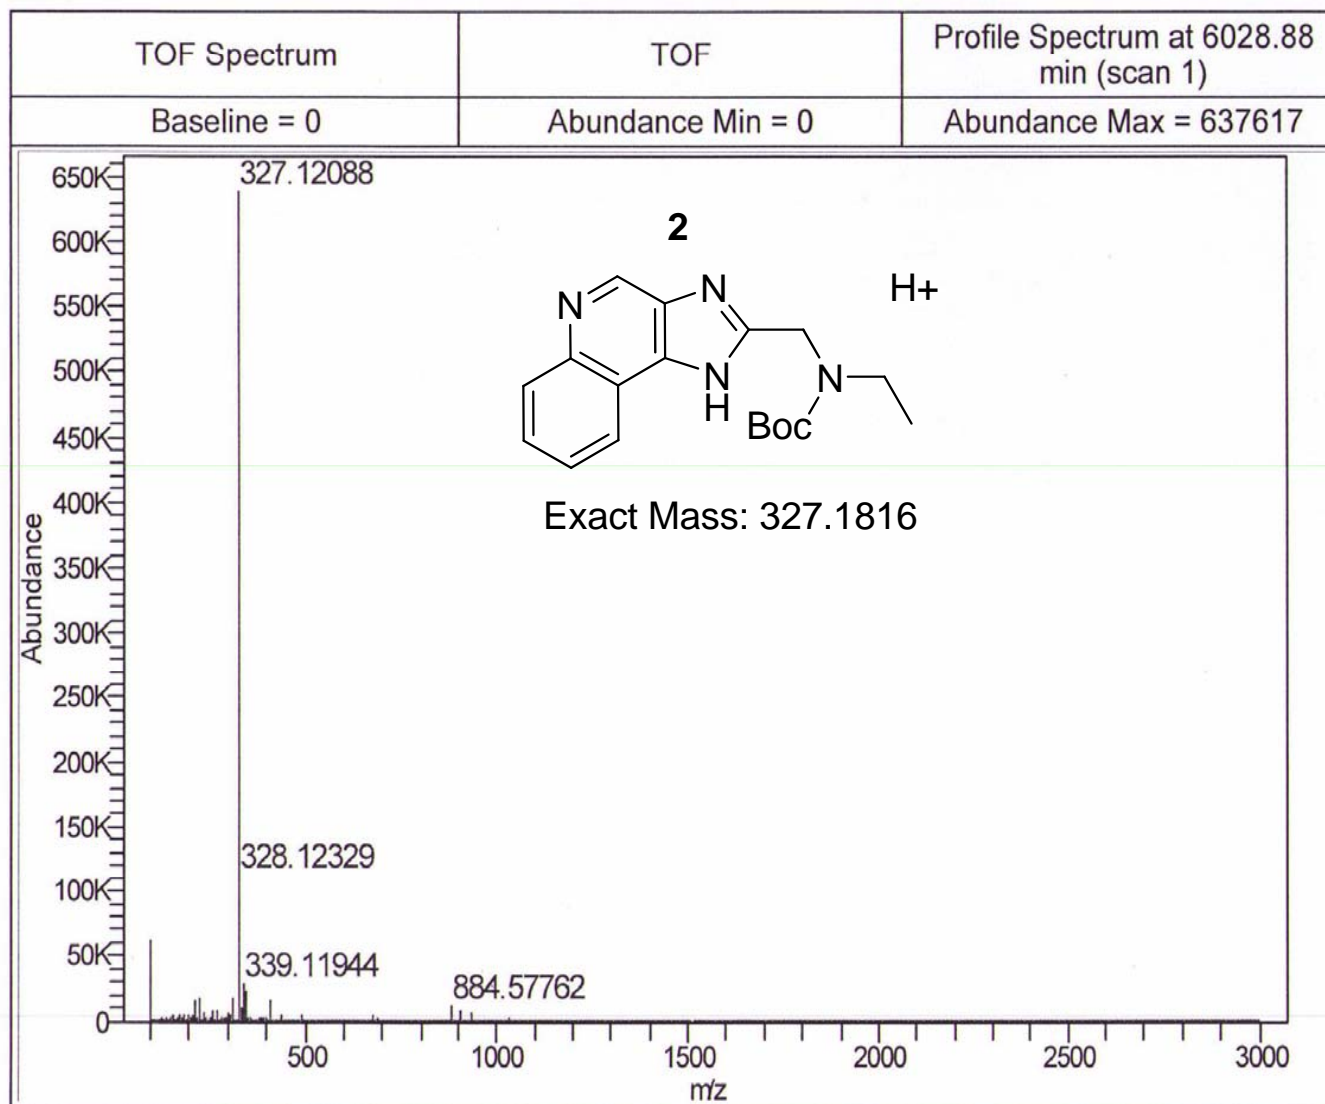 TOF Spectrum
TOF
Profile Spectrum at 6028.88
min (scan 1)
Baseline = 0
Abundance Min = 0
Abundance Max = 637617
650K
600K
550K
500K
450K
400K
350K
300K
250K
200K
150K
100K
50K
0
Abundance
327.12088
328.12329
339.11944
884.57762
2
N
N
H+
N
H
N
Boc
Exact Mass: 327.1816
500
1000
1500
2000
2500
3000
m/z